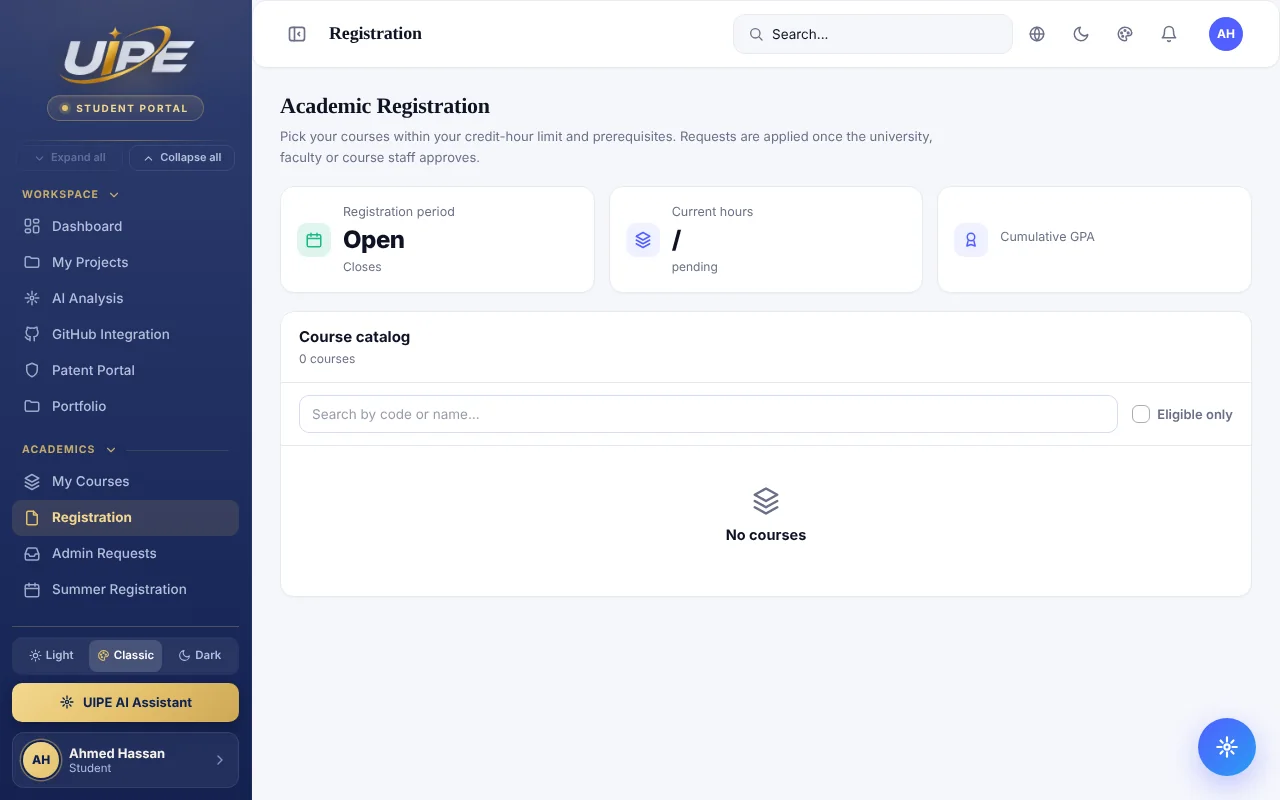 UIPE
STUDENT PORTAL
Expand all
Collapse all
WORKSPACE
Dashboard
My Projects
AI Analysis
GitHub Integration
Patent Portal
Portfolio
ACADEMICS
My Courses
Registration
Admin Requests
Summer Registration
Light
Classic
Dark
UIPE AI Assistant
AH
Ahmed Hassan
Student
Registration
Search...
AH
Academic Registration
Pick your courses within your credit-hour limit and prerequisites. Requests are applied once the university,
faculty or course staff approves.
Registration period
Open
Closes
Current hours
/
pending
Cumulative GPA
Course catalog
0 courses
Search by code or name...
Eligible only
No courses